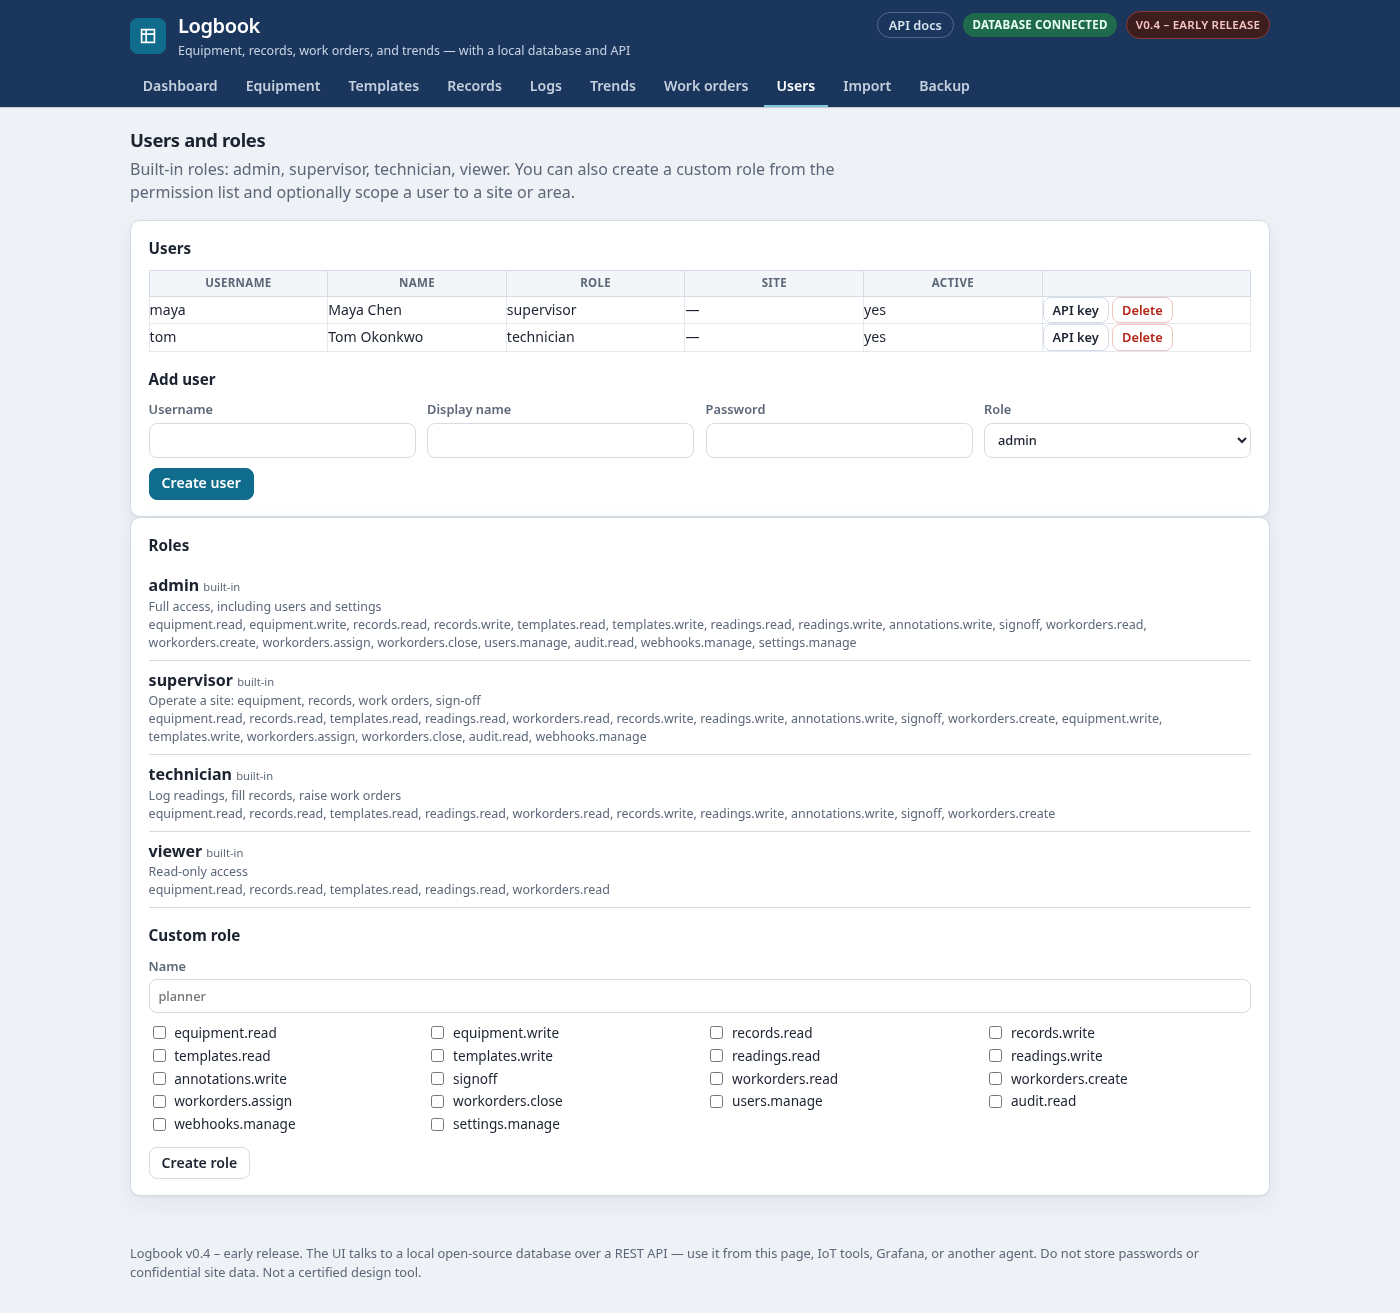 Logbook
Equipment, records, work orders, and trends — with a local database and API
API docs
DATABASE CONNECTED
V0.4 – EARLY RELEASE
Dashboard Equipment Templates Records Logs Trends Work orders Users Import Backup
Users and roles
Built-in roles: admin, supervisor, technician, viewer. You can also create a custom role from the
permission list and optionally scope a user to a site or area.
Users
USERNAME NAME ROLE SITE ACTIVE
maya Maya Chen supervisor — yes API key Delete
tom Tom Okonkwo technician — yes API key Delete
Add user
Username Display name Password Role
admin
Create user
Roles
admin built-in
Full access, including users and settings
equipment.read, equipment.write, records.read, records.write, templates.read, templates.write, readings.read, readings.write, annotations.write, signoff, workorders.read,
workorders.create, workorders.assign, workorders.close, users.manage, audit.read, webhooks.manage, settings.manage
supervisor built-in
Operate a site: equipment, records, work orders, sign-off
equipment.read, records.read, templates.read, readings.read, workorders.read, records.write, readings.write, annotations.write, signoff, workorders.create, equipment.write,
templates.write, workorders.assign, workorders.close, audit.read, webhooks.manage
technician built-in
Log readings, fill records, raise work orders
equipment.read, records.read, templates.read, readings.read, workorders.read, records.write, readings.write, annotations.write, signoff, workorders.create
viewer built-in
Read-only access
equipment.read, records.read, templates.read, readings.read, workorders.read
Custom role
Name
planner
equipment.read equipment.write records.read records.write
templates.read templates.write readings.read readings.write
annotations.write signoff workorders.read workorders.create
workorders.assign workorders.close users.manage audit.read
webhooks.manage settings.manage
Create role
Logbook v0.4 – early release. The UI talks to a local open-source database over a REST API — use it from this page, IoT tools, Grafana, or another agent. Do not store passwords or
confidential site data. Not a certified design tool.